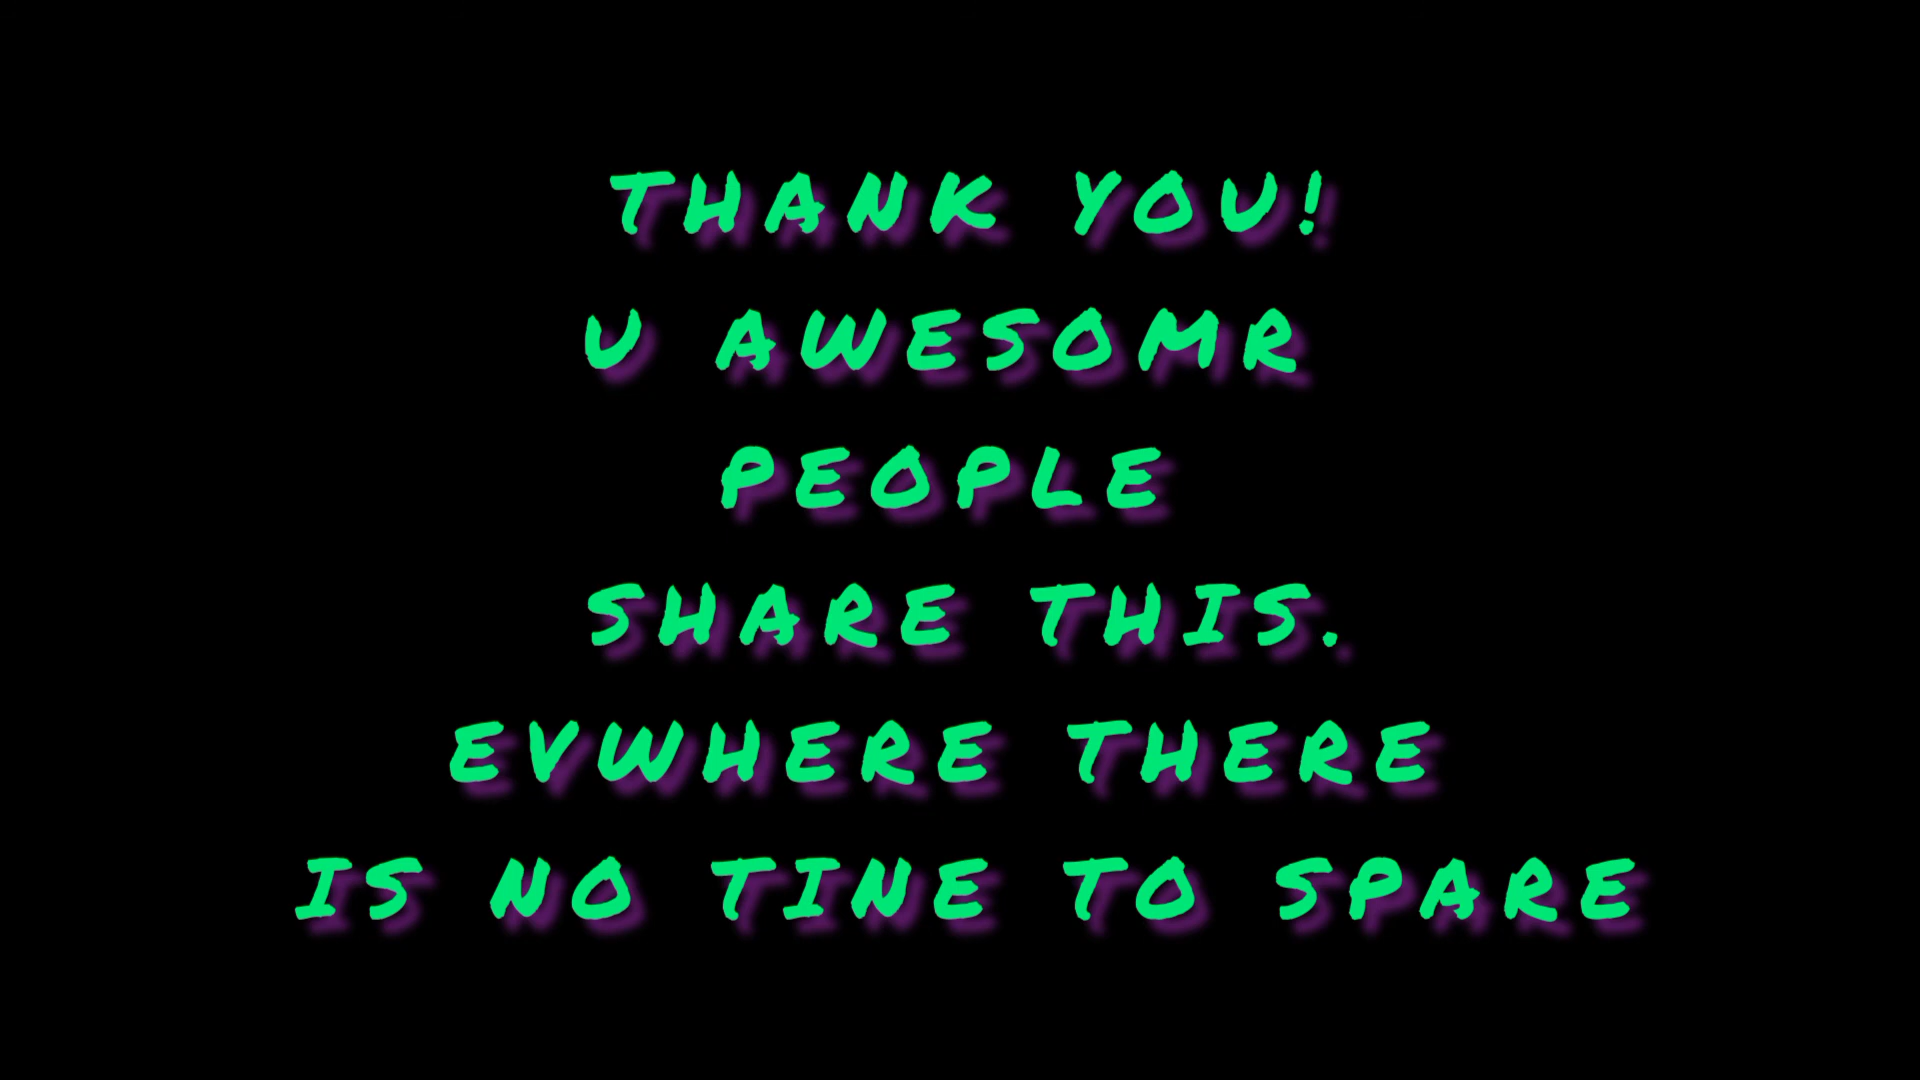 THANK YOU!
U AWESOMR
PEOPLE
SHARE THIS.
EVWHERE THERE
IS NO TINE TO SPARE